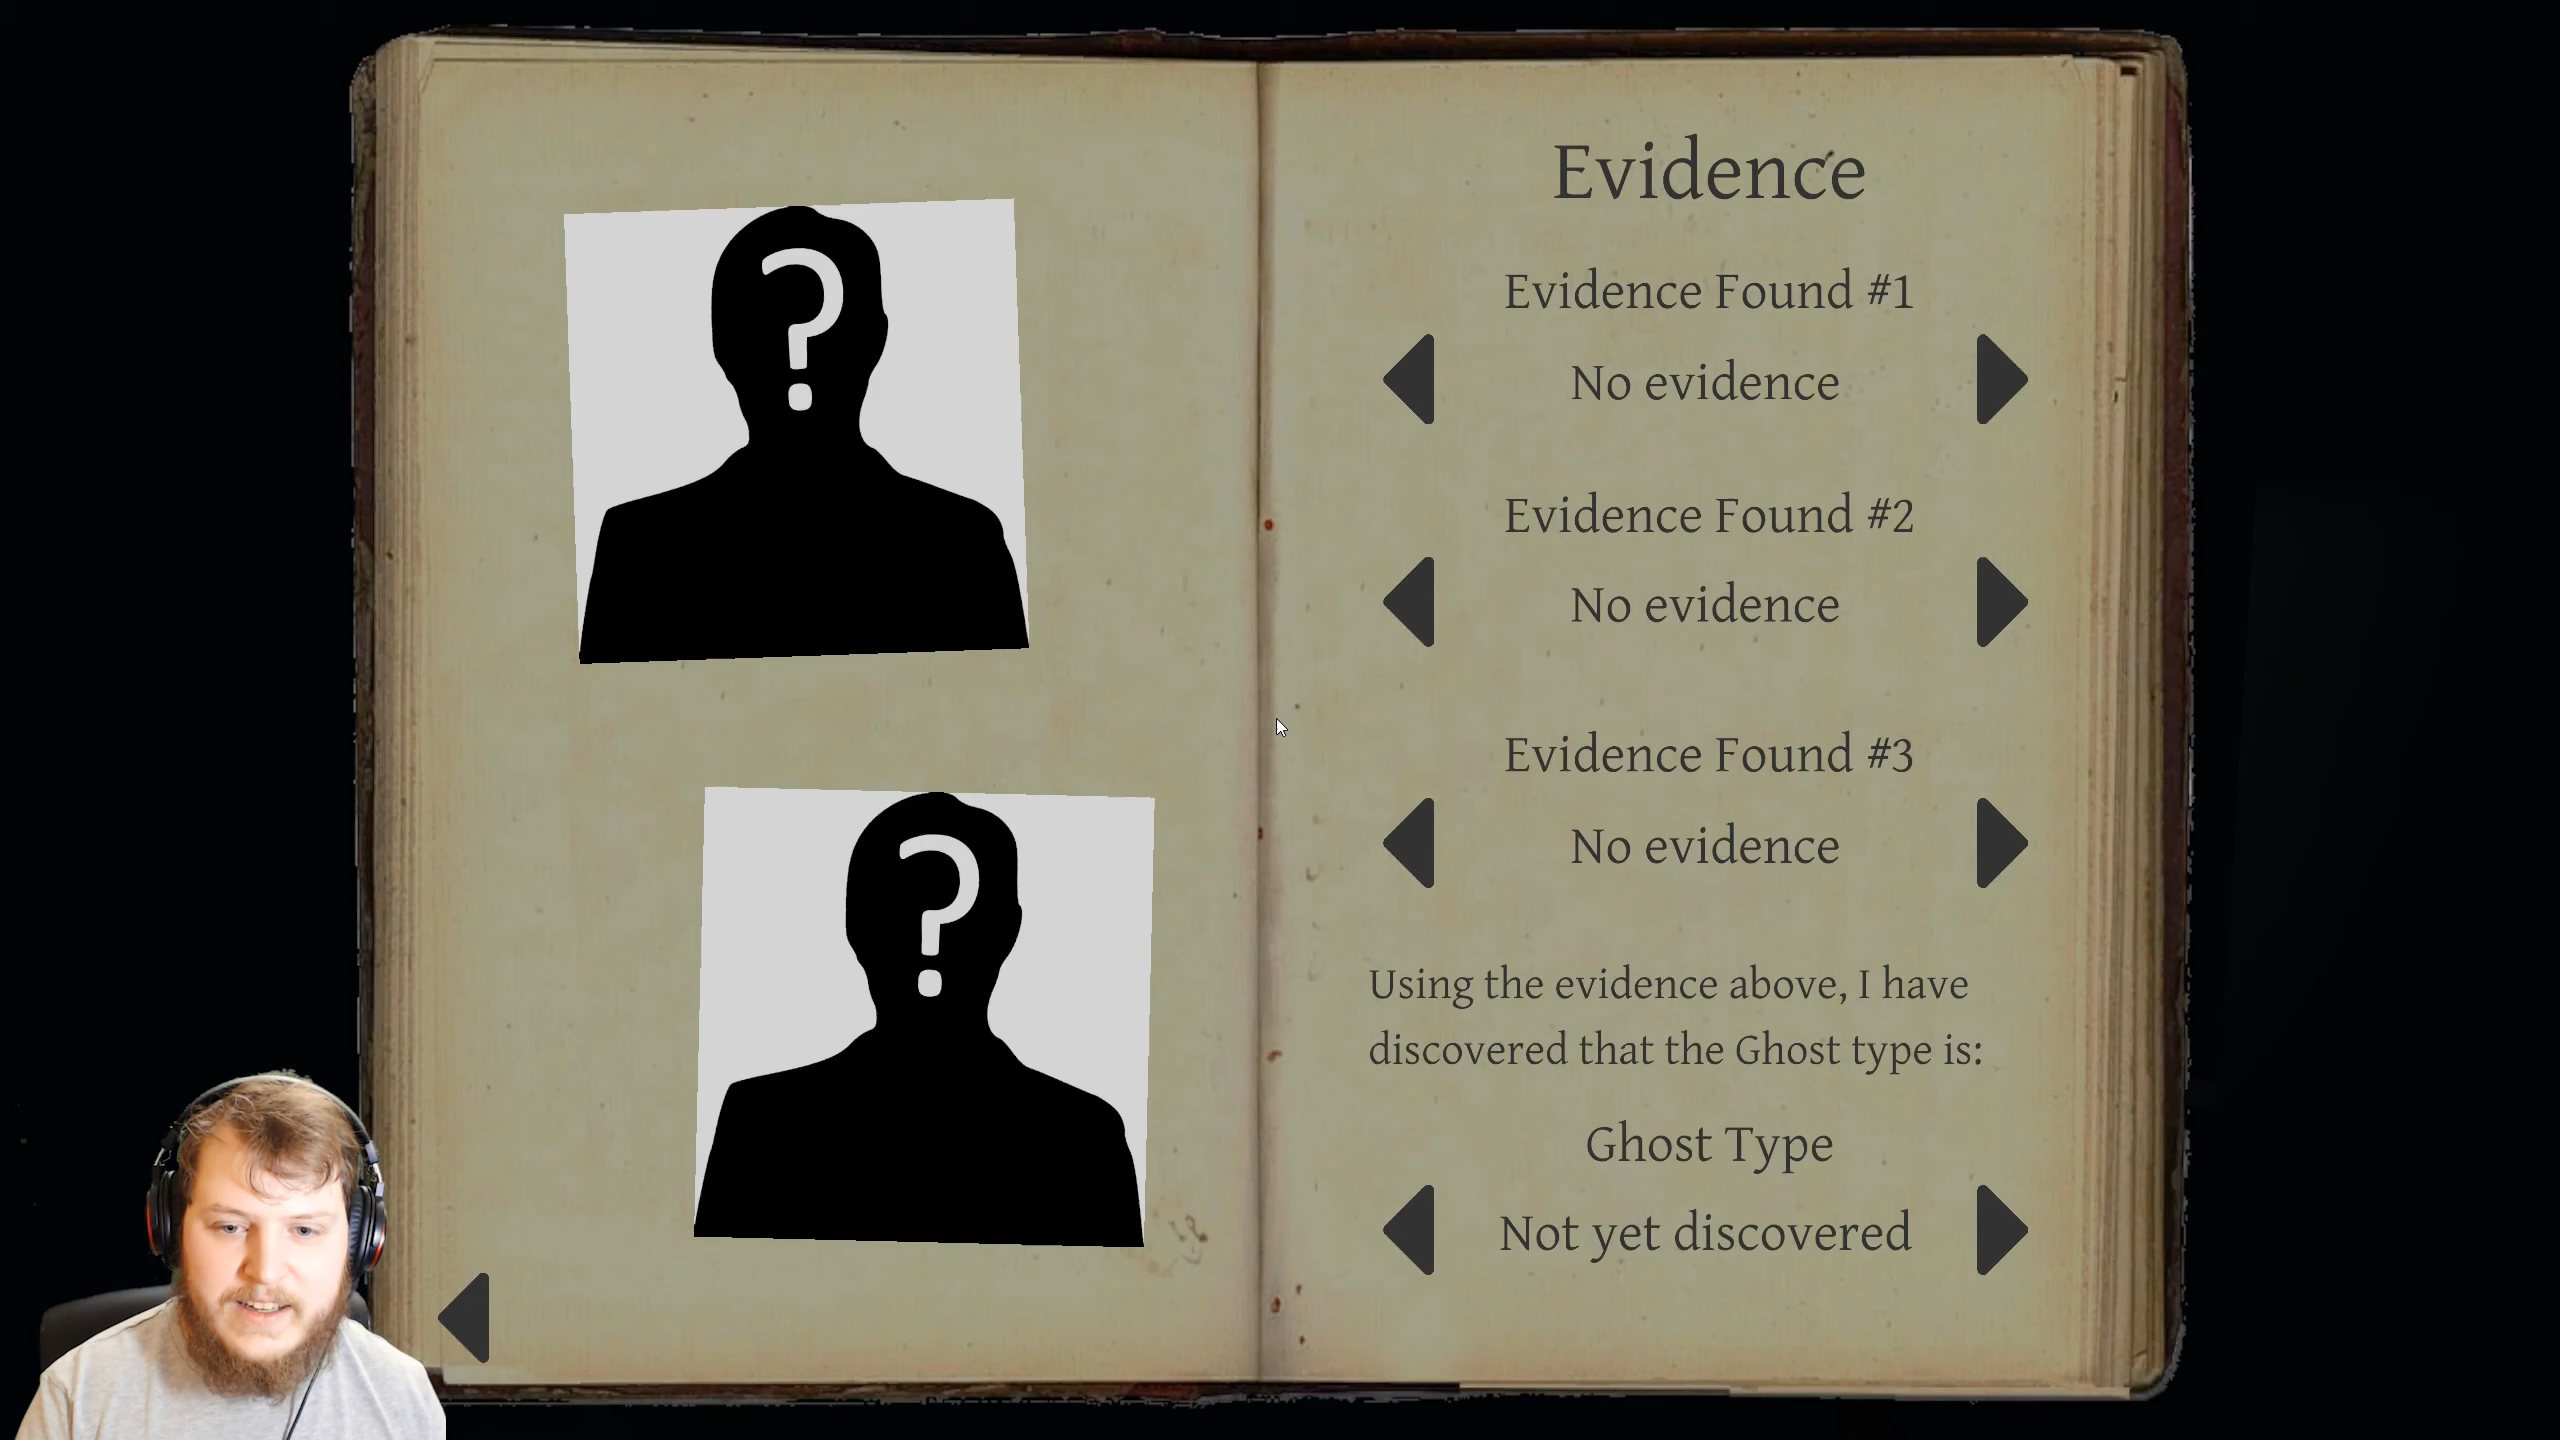 Evidence
Evidence Found #1
No evidence
Evidence Found #2
No evidence
Evidence Found #3
No evidence
Using the evidence above, I have
discovered that the Ghost type is:
Ghost Type
Not yet discovered